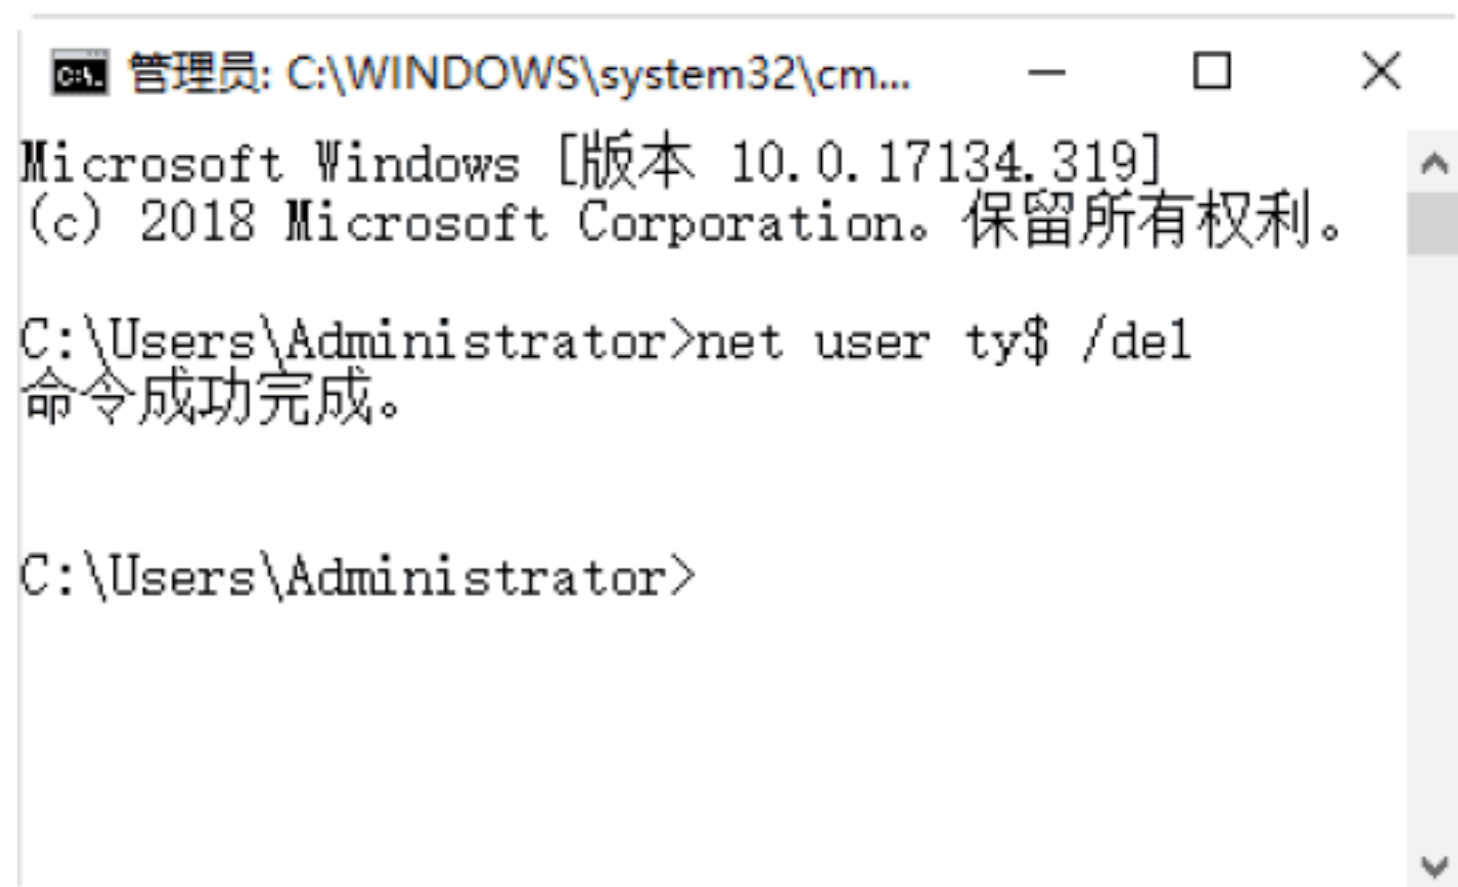 管理员: C:\WINDOWS\system32\cm...
Microsoft Windows [版本 10.0.17134.319]
(c) 2018 Microsoft Corporation。保留所有权利。
C:\Users\Administrator>net user ty$ /del
命令成功完成。
C:\Users\Administrator>